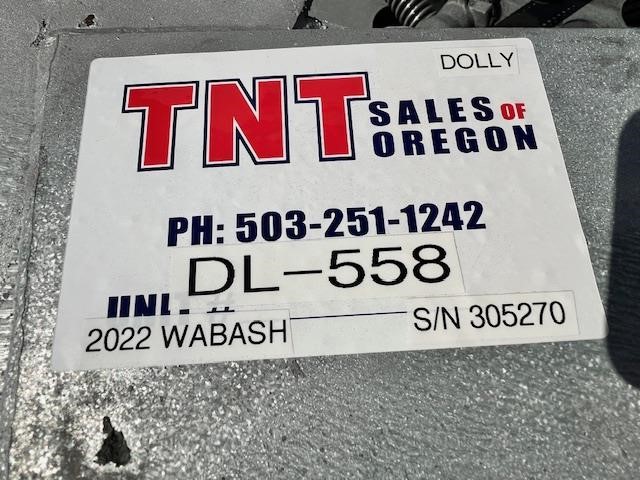 DOLLY
TNT SALES OF
OREGON
PH: 503-251-1242
DL-558
2022 WABASH
S/N 305270